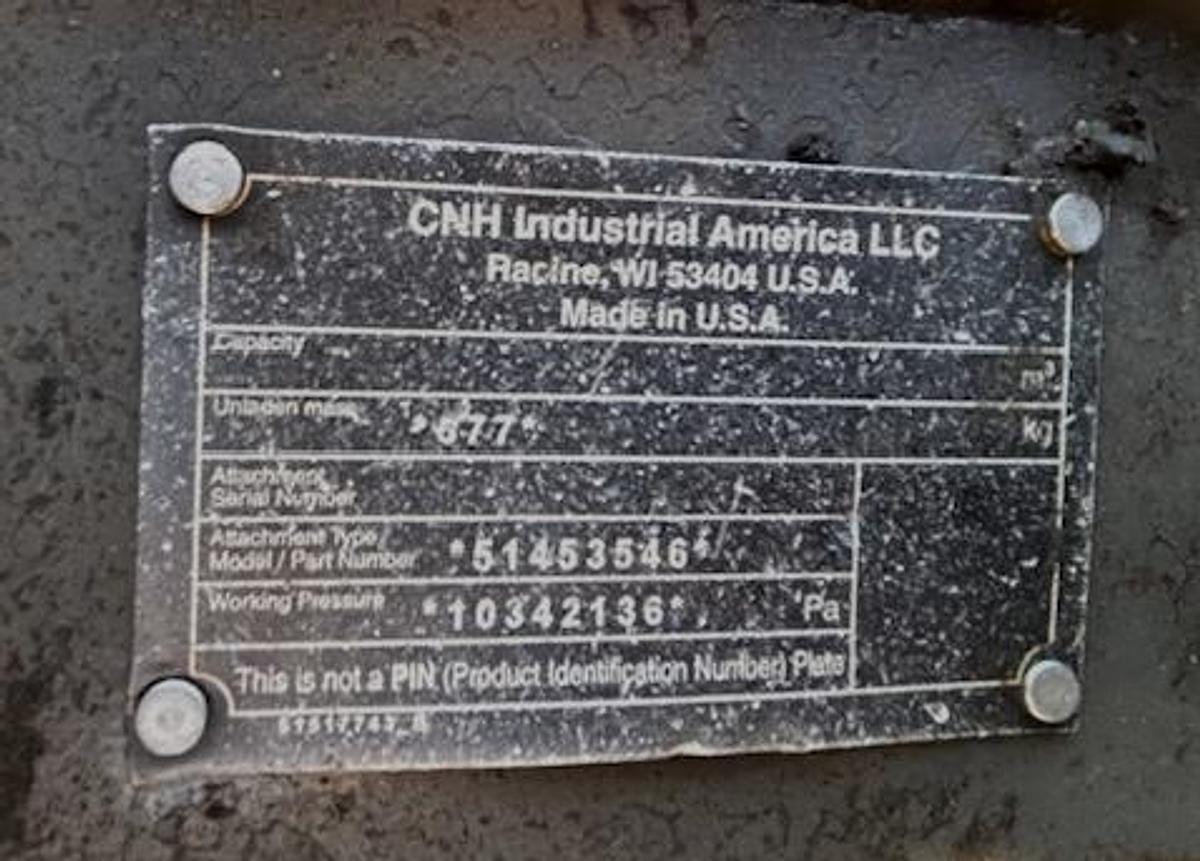 CNH Industrial America LLC
Racine, WI 53404 U.S.A.
Made in U.S.A.
Capacity m³
Unladen mass *677* kg
Attachment
Serial Number
Attachment Type/
Model / Part Number *51453546*
Working Pressure *10342136* Pa
This is not a PIN (Product Identification Number) Plate